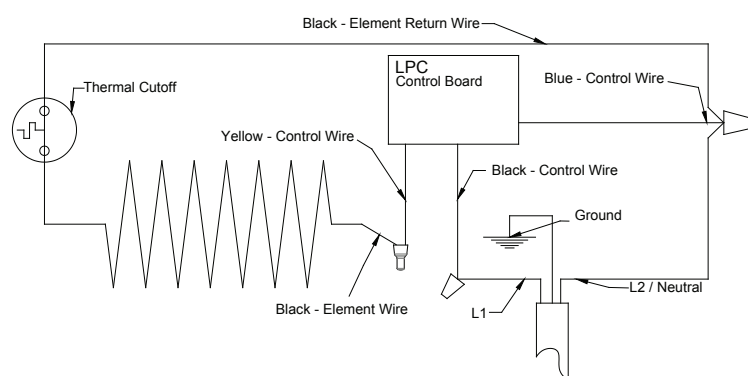 Black - Element Return Wire
LPC
Control Board
Thermal Cutoff
Blue - Control Wire
Yellow - Control Wire
Black - Control Wire
Ground
L2 / Neutral
Black - Element Wire
L1